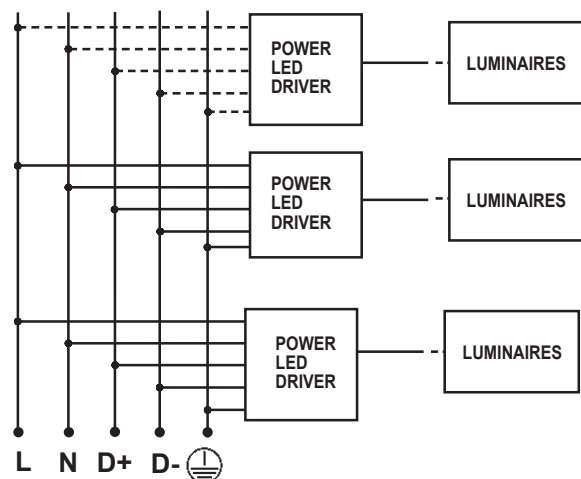 POWER
LED
DRIVER
LUMINAIRES
POWER
LED
DRIVER
LUMINAIRES
POWER
LED
DRIVER
LUMINAIRES
L N D+ D-